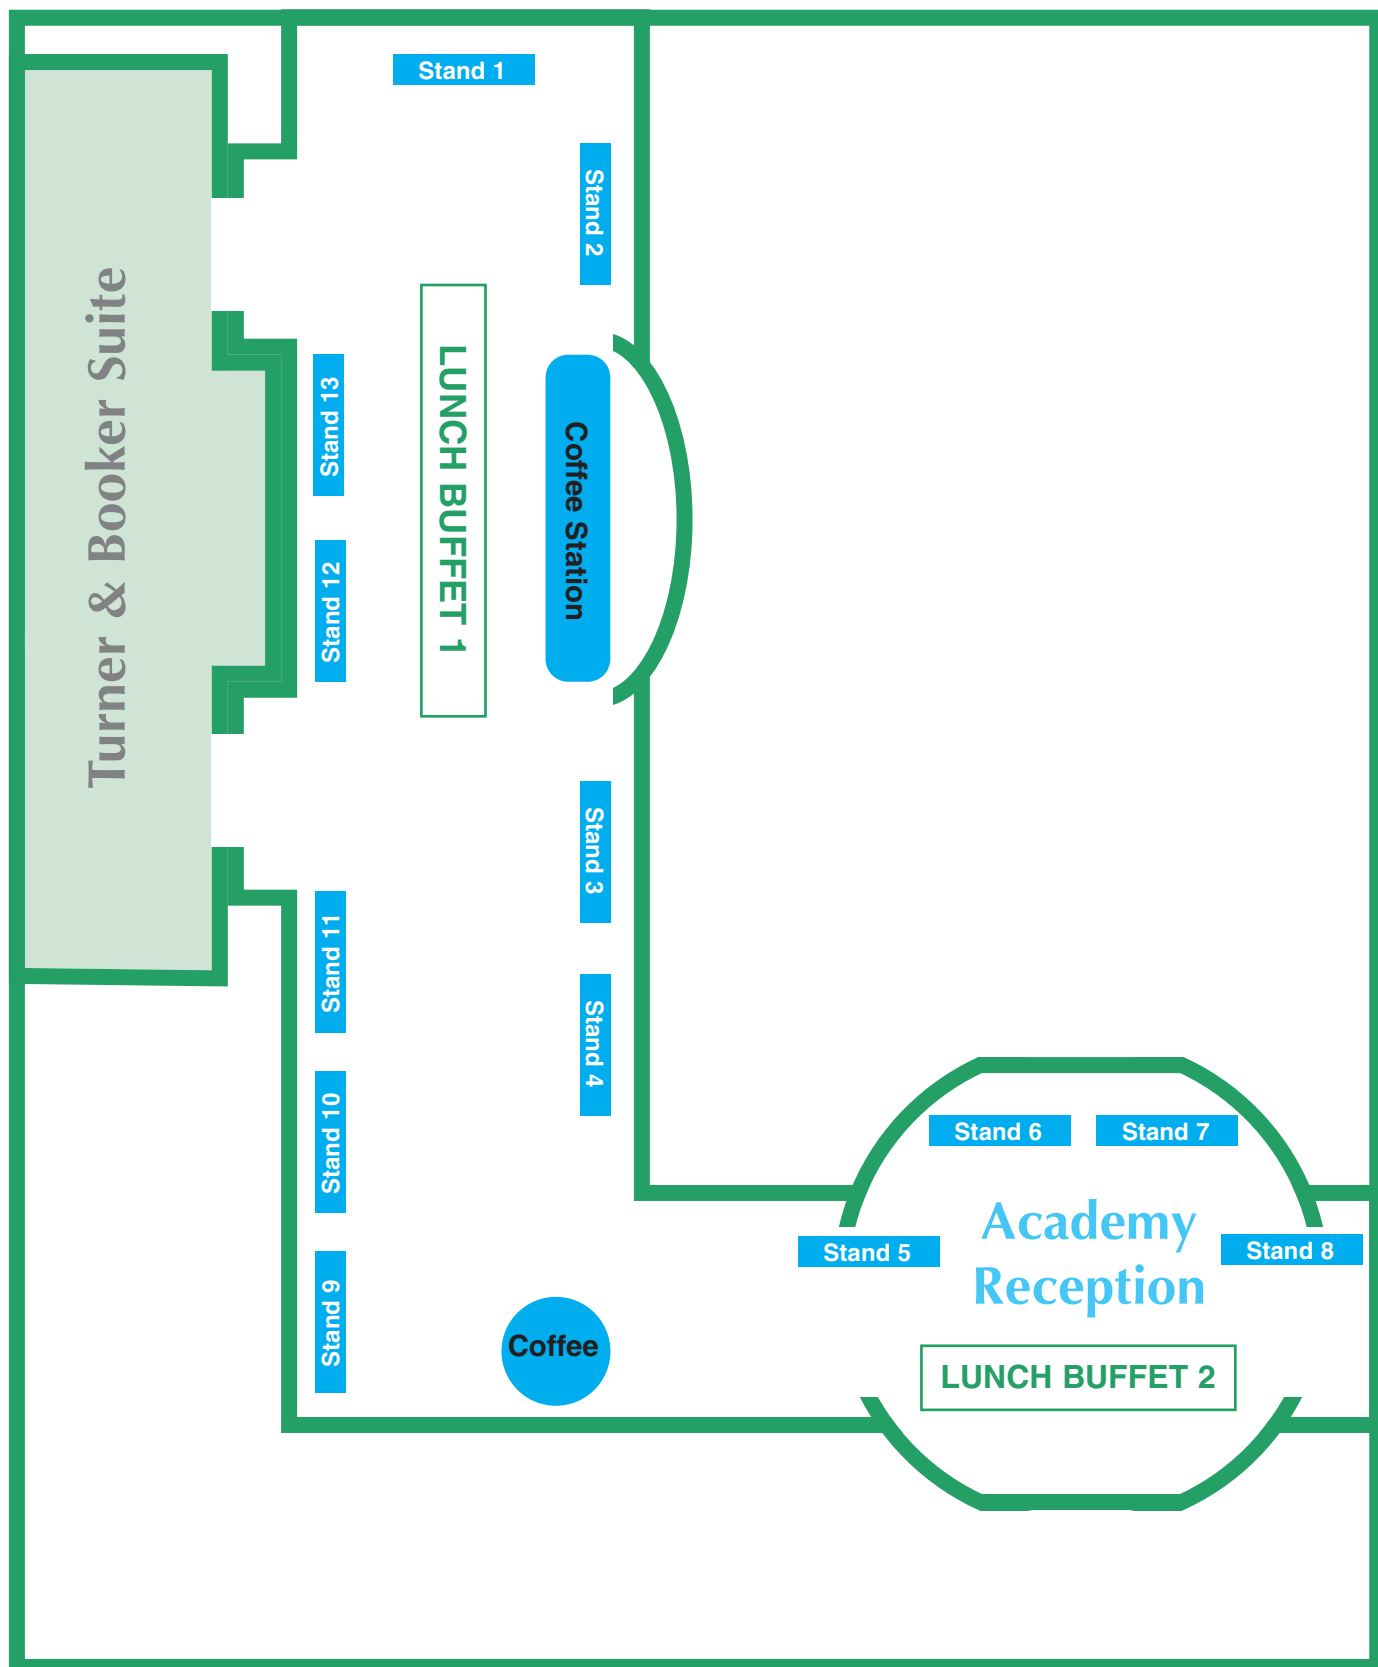 Stand 1
Stand 2
Turner & Booker Suite
LUNCH BUFFET 1
Stand 13
Coffee Station
Stand 12
Stand 3
Stand 11
Stand 4
Stand 10
Stand 6
Stand 7
Academy
Reception
Stand 5
Stand 8
Stand 9
Coffee
LUNCH BUFFET 2